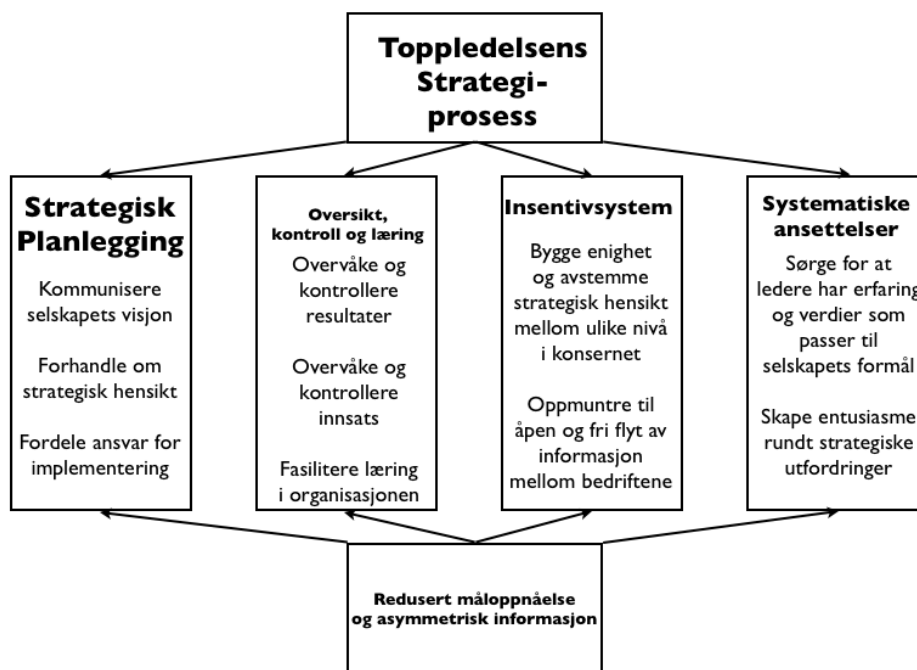 Toppledelsens
Strategi-
prosess
Strategisk
Planlegging
Kommunisere
selskapets visjon
Forhandle om
strategisk hensikt
Fordele ansvar for
implementering
Oversikt,
kontroll og læring
Overvåke og
kontrollere
resultater
Overvåke og
kontrollere
innsats
Fasilitere læring
i organisasjonen
Insentivsystem
Bygge enighet
og avstemme
strategisk hensikt
mellom ulike nivå
i konsernet
Oppmuntre til
åpen og fri flyt av
informasjon
mellom bedriftene
Systematiske
ansettelser
Sørge for at
ledere har erfaring
og verdier som
passer til
selskapets formål
Skape entusiasme
rundt strategiske
utfordringer
Redusert måloppnåelse
og asymmetrisk informasjon